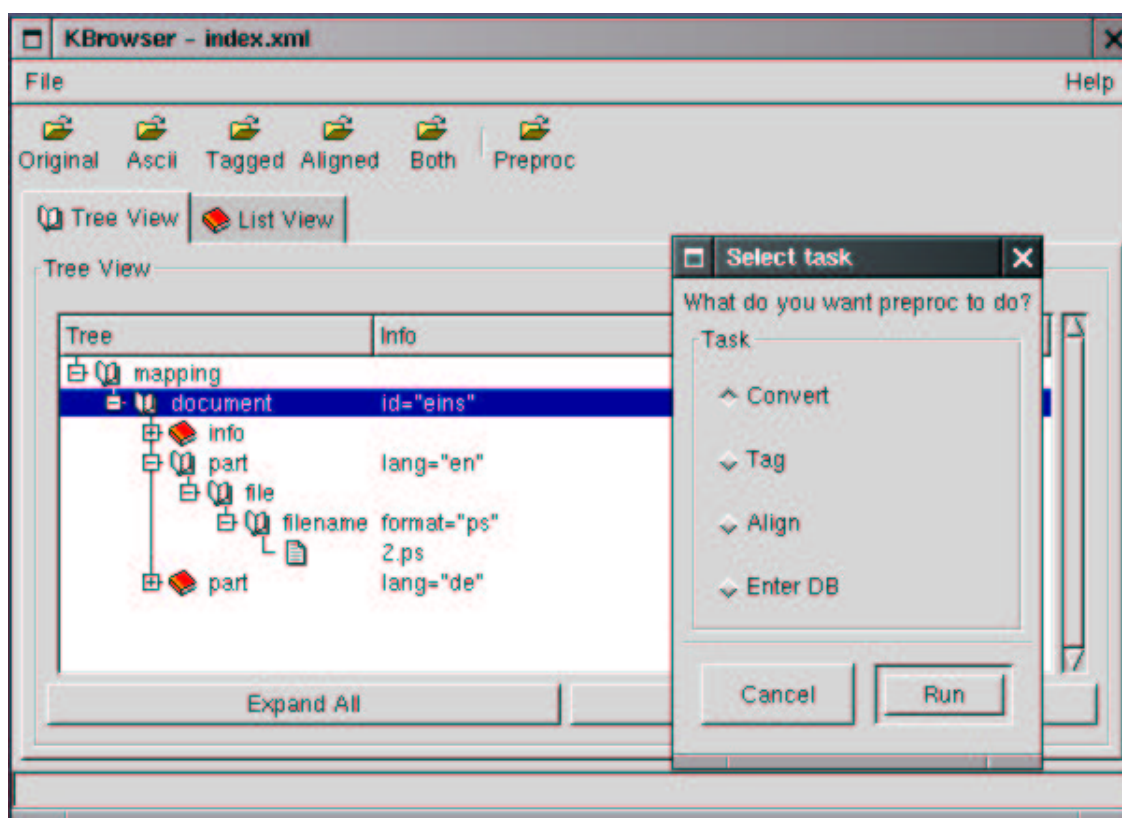 KBrowser - index.xml
File Help
Original Ascii Tagged Aligned Both Preproc
Tree View List View
Tree View
Tree Info
mapping
document id="eins"
info
part lang="en"
file
filename format="ps"
2.ps
part lang="de"
Expand All
Select task
What do you want preproc to do?
Task
Convert
Tag
Align
Enter DB
Cancel Run